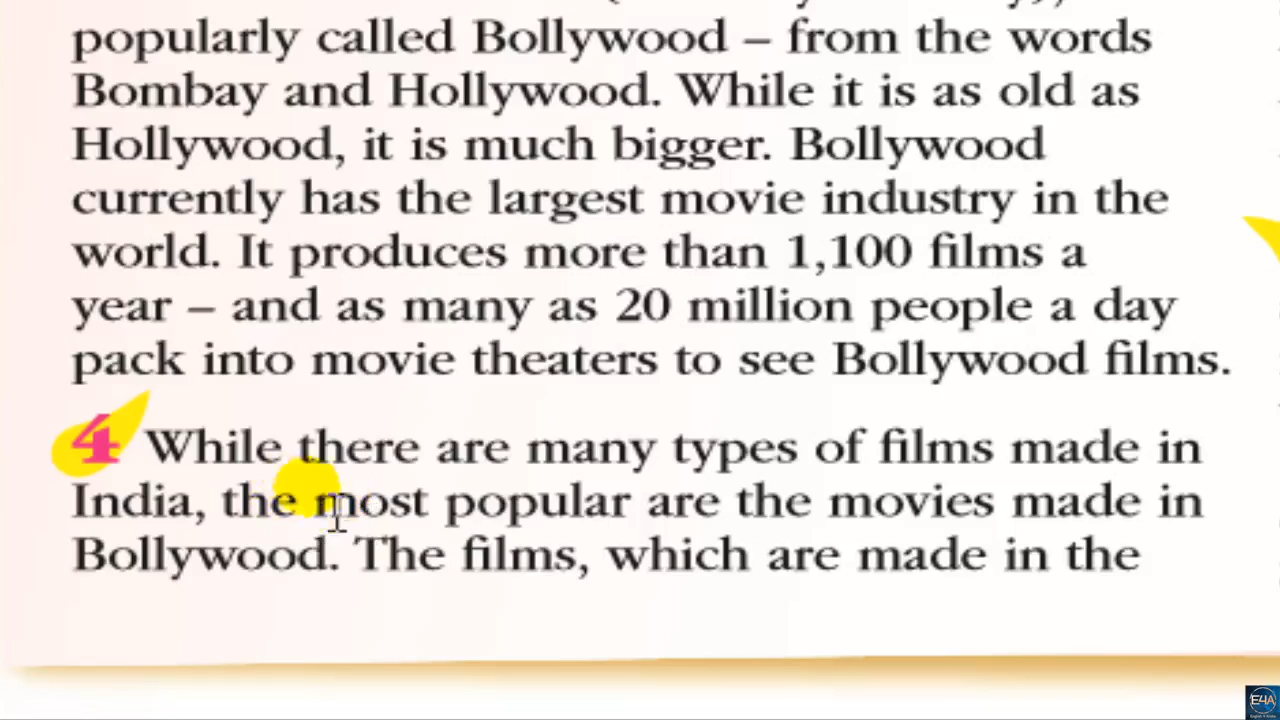 popularly called Bollywood – from the words
Bombay and Hollywood. While it is as old as
Hollywood, it is much bigger. Bollywood
currently has the largest movie industry in the
world. It produces more than 1,100 films a
year – and as many as 20 million people a day
pack into movie theaters to see Bollywood films.
4 While there are many types of films made in
India, the most popular are the movies made in
Bollywood. The films, which are made in the
E4A